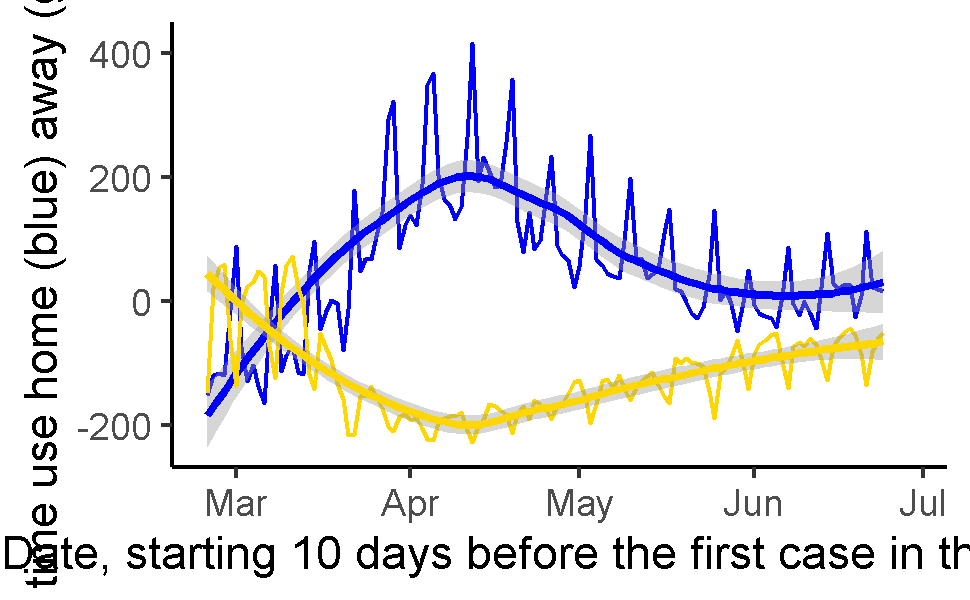 time use home (blue) away (
400
200
0
-200
Mar Apr May Jun Jul
Date, starting 10 days before the first case in th